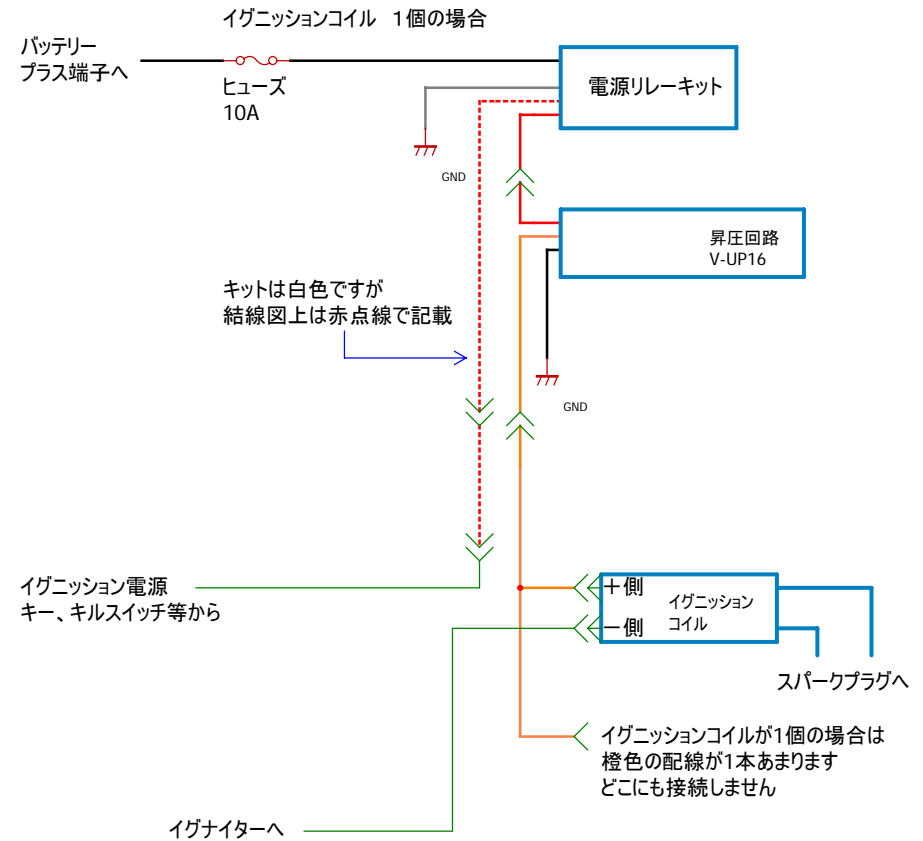 イグニッションコイル　1個の場合
バッテリー
プラス端子へ
ヒューズ
10A
電源リレーキット
GND
昇圧回路
V-UP16
キットは白色ですが
結線図上は赤点線で記載
GND
イグニッション電源
キー、キルスイッチ等から
＋側
－側
イグニッション
コイル
スパークプラグへ
イグニッションコイルが1個の場合は
橙色の配線が1本あまります
どこにも接続しません
イグナイターへ